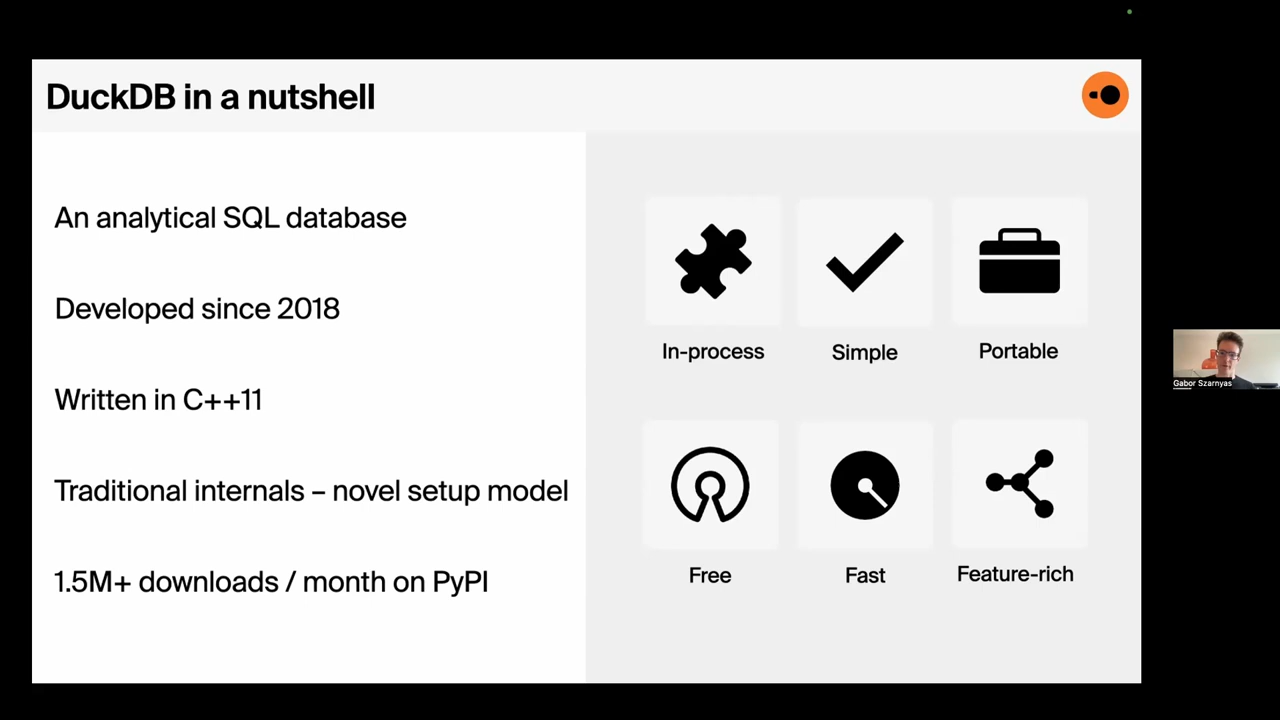 DuckDB in a nutshell
An analytical SQL database
Developed since 2018
Written in C++11
Traditional internals – novel setup model
1.5M+ downloads / month on PyPI
In-process
Simple
Portable
Free
Fast
Feature-rich
Gabor Szarnyas